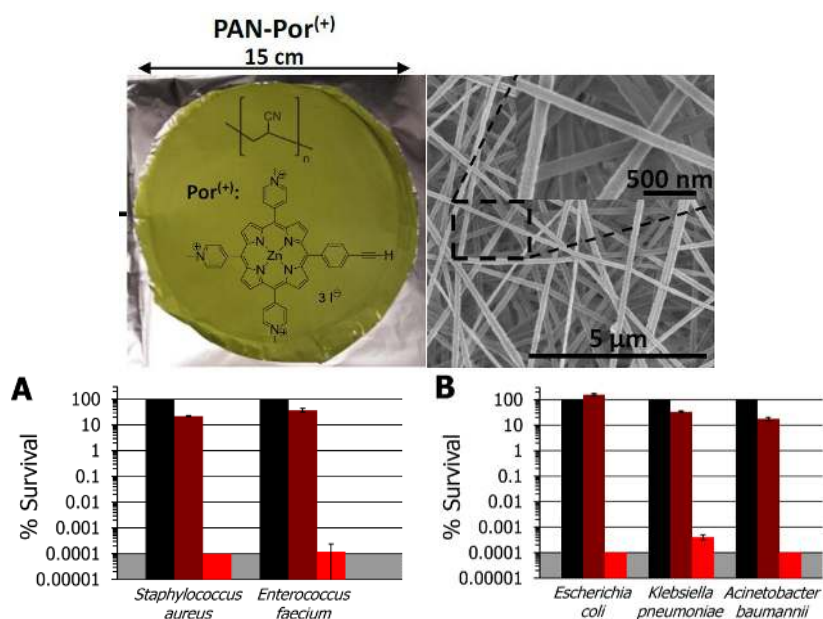 PAN-Por(+)
15 cm
CN
n
Por(+):
N
⊖
N N
Zn
N N
N
+
H
3 I⊖
N
+
500 nm
5 µm
A
% Survival
100
10
1
0.1
0.01
0.001
0.0001
0.00001
Staphylococcus
aureus
Enterococcus
faecium
B
% Survival
100
10
1
0.1
0.01
0.001
0.0001
0.00001
Escherichia
coli
Klebsiella
pneumoniae
Acinetobacter
baumannii